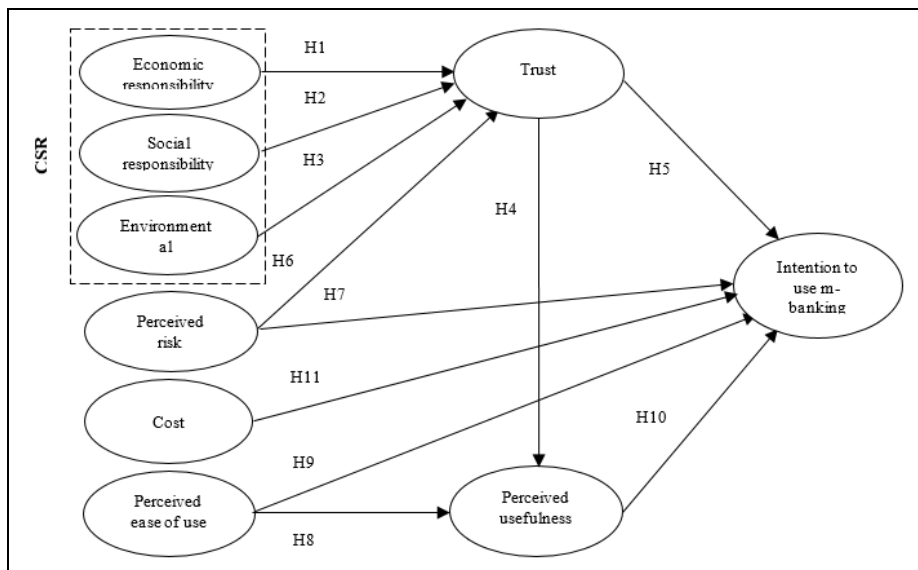 CSR
Economic
responsibility
Social
responsibility
Environment
al
Perceived
risk
Cost
Perceived
ease of use
H1
H2
H3
H6
H7
H11
H9
H8
Trust
H4
H5
H10
Perceived
usefulness
Intention to
use m-
banking